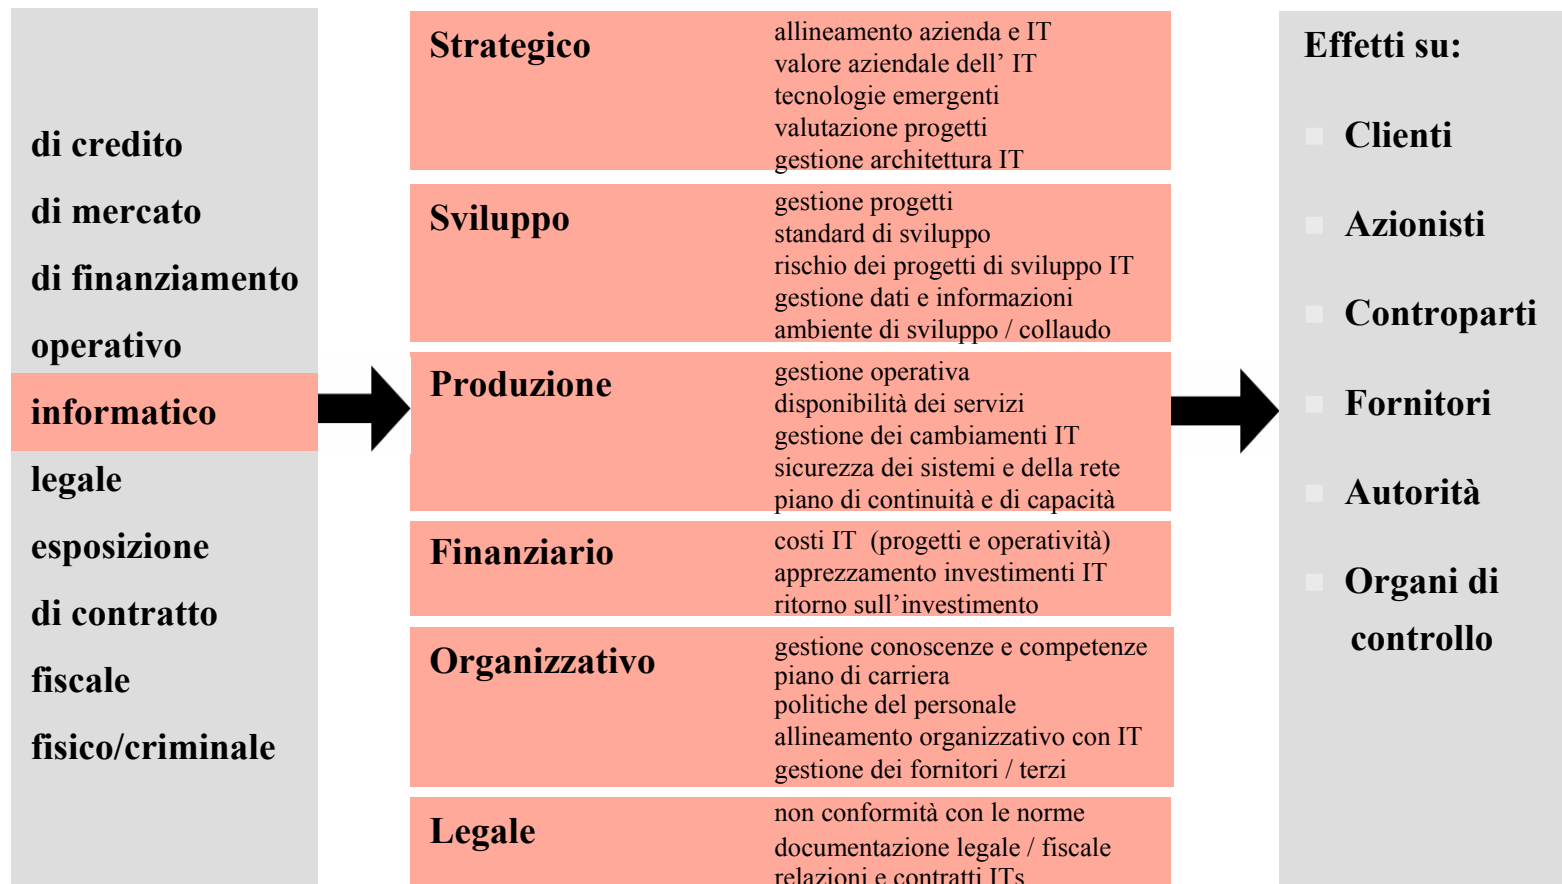 di credito
di mercato
di finanziamento
operativo
informatico
legale
esposizione
di contratto
fiscale
fisico/criminale
Strategico
allineamento azienda e IT
valore aziendale dell’ IT
tecnologie emergenti
valutazione progetti
gestione architettura IT
Sviluppo
gestione progetti
standard di sviluppo
rischio dei progetti di sviluppo IT
gestione dati e informazioni
ambiente di sviluppo / collaudo
Produzione
gestione operativa
disponibilità dei servizi
gestione dei cambiamenti IT
sicurezza dei sistemi e della rete
piano di continuità e di capacità
Finanziario
costi IT (progetti e operatività)
apprezzamento investimenti IT
ritorno sull’investimento
Organizzativo
gestione conoscenze e competenze
piano di carriera
politiche del personale
allineamento organizzativo con IT
gestione dei fornitori / terzi
Legale
non conformità con le norme
documentazione legale / fiscale
relazioni e contratti ITs
Effetti su:
Clienti
Azionisti
Controparti
Fornitori
Autorità
Organi di
controllo